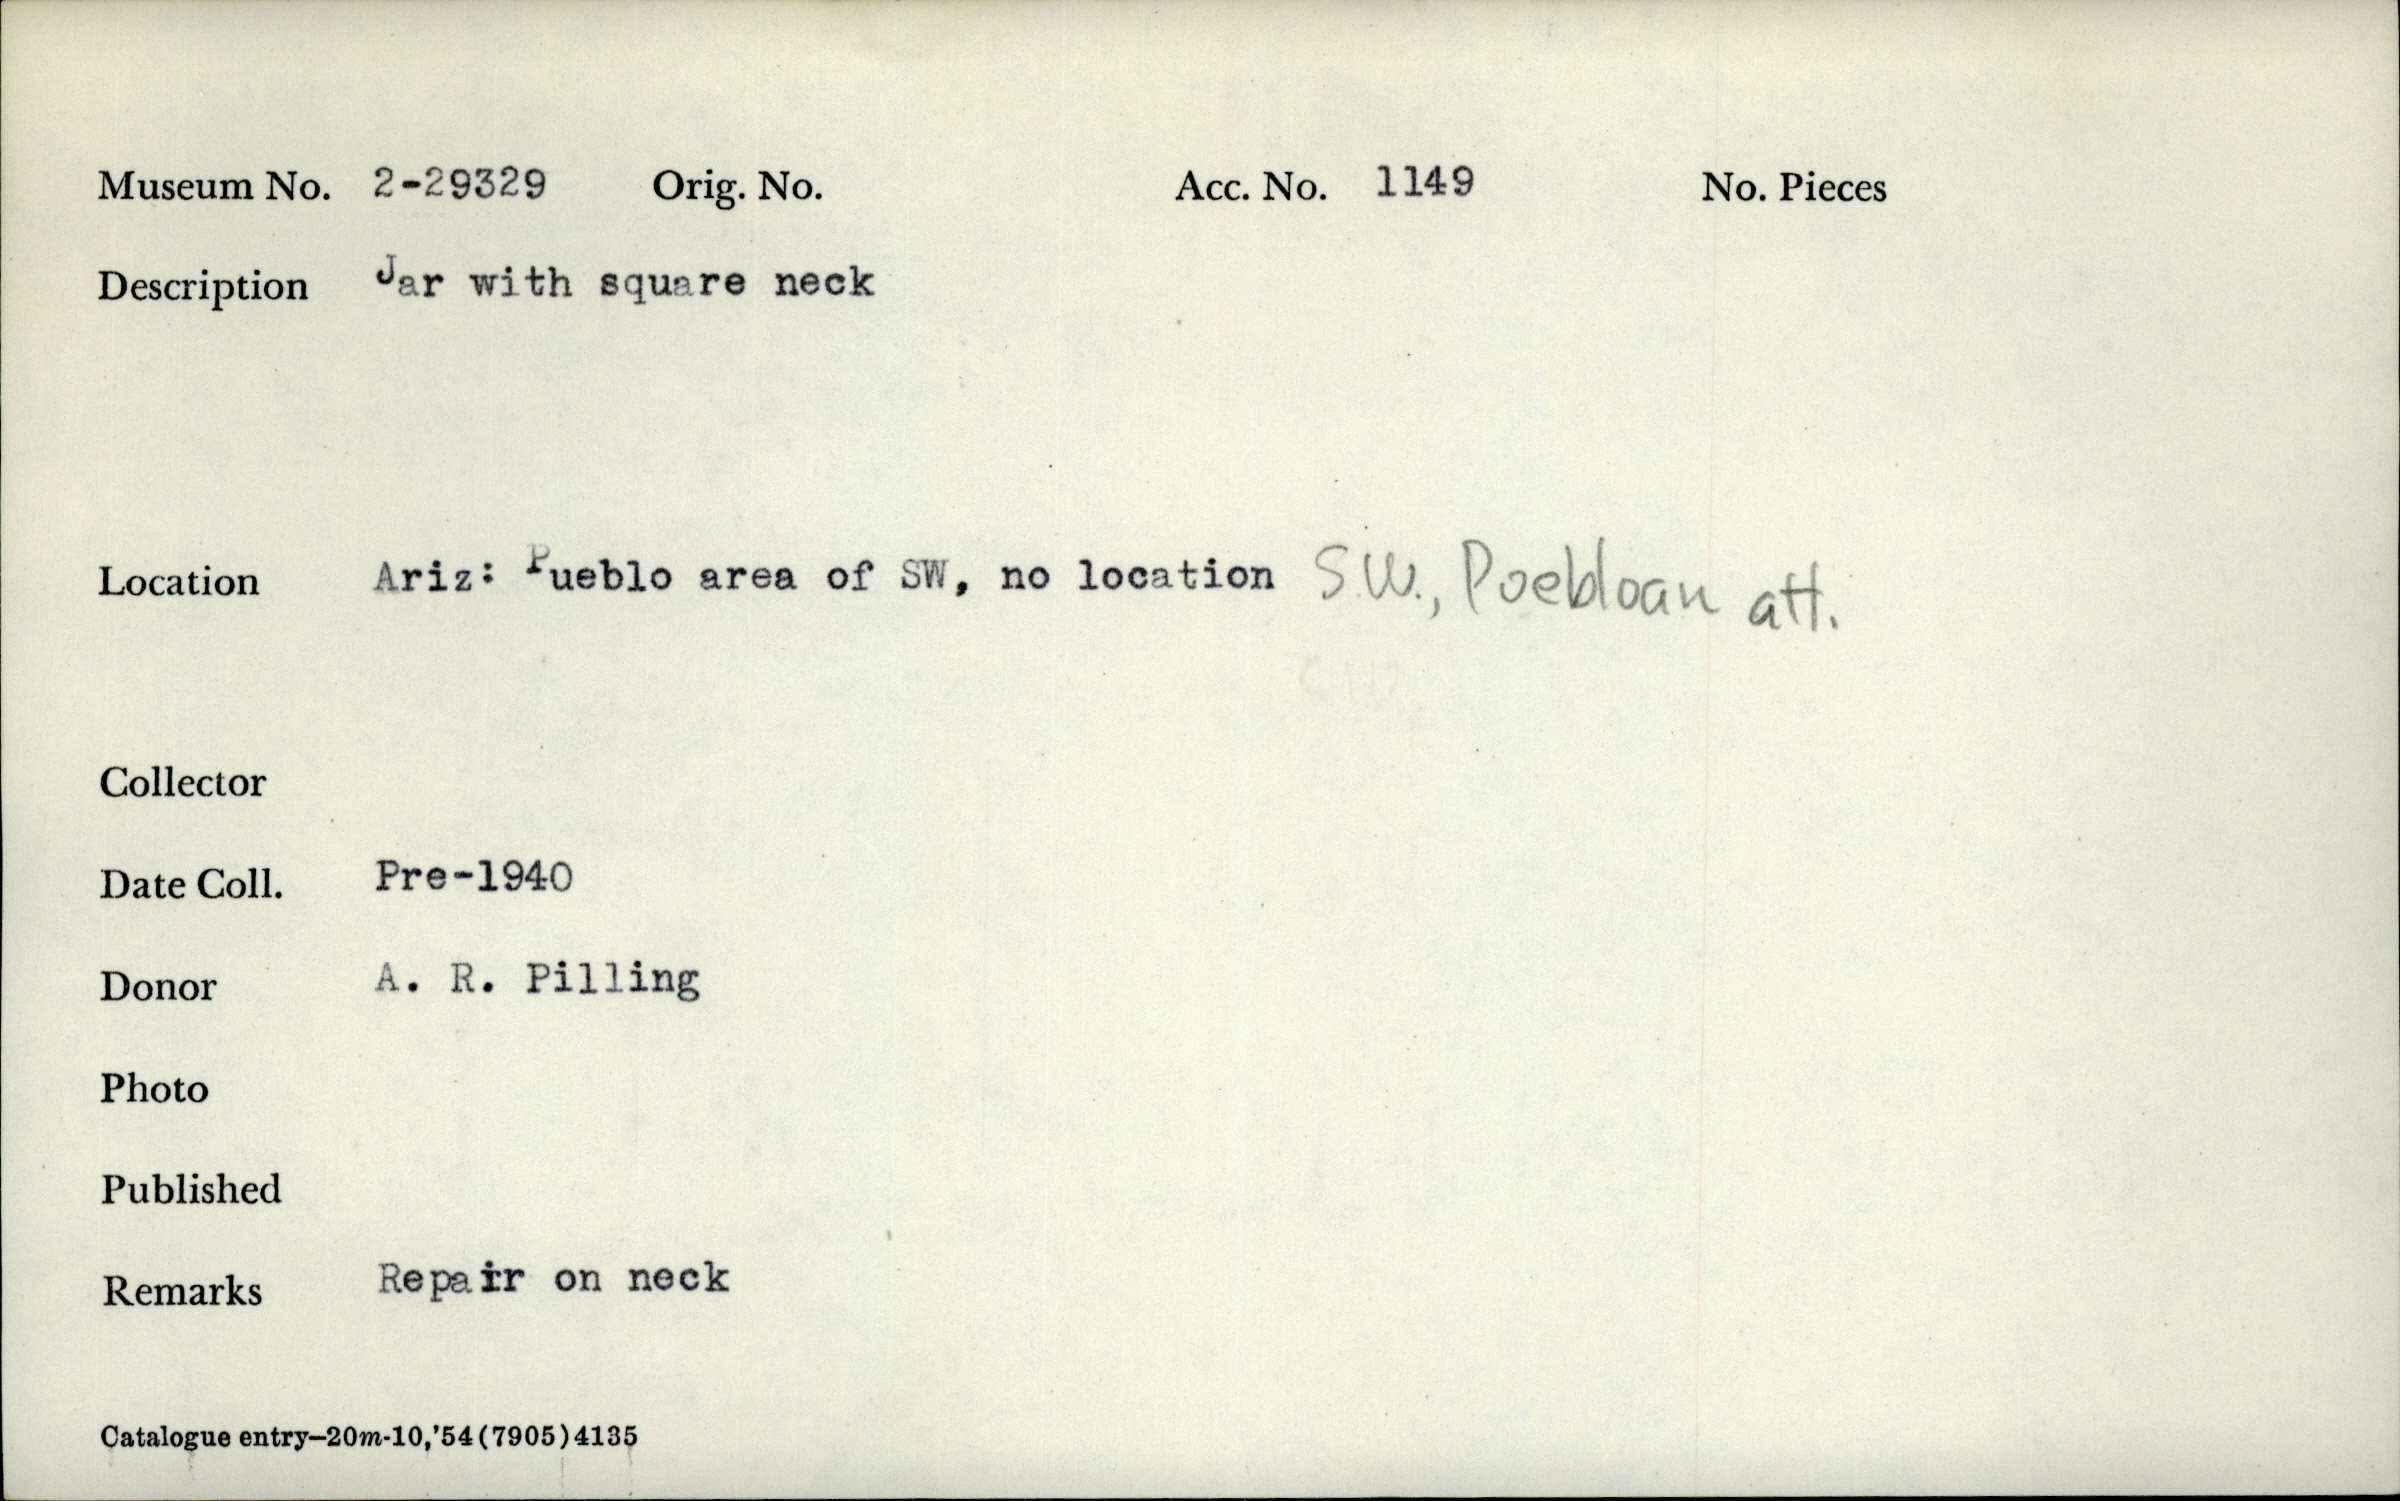 Museum No. 2-29329 Orig. No. Acc. No. 1149 No. Pieces
Description Jar with square neck
Location Ariz: Pueblo area of SW, no location S.W., Poebloan att.
Collector
Date Coll. Pre-1940
Donor A. R. Pilling
Photo
Published
Remarks Repair on neck
Catalogue entry—20m-10,'54(7905)4135